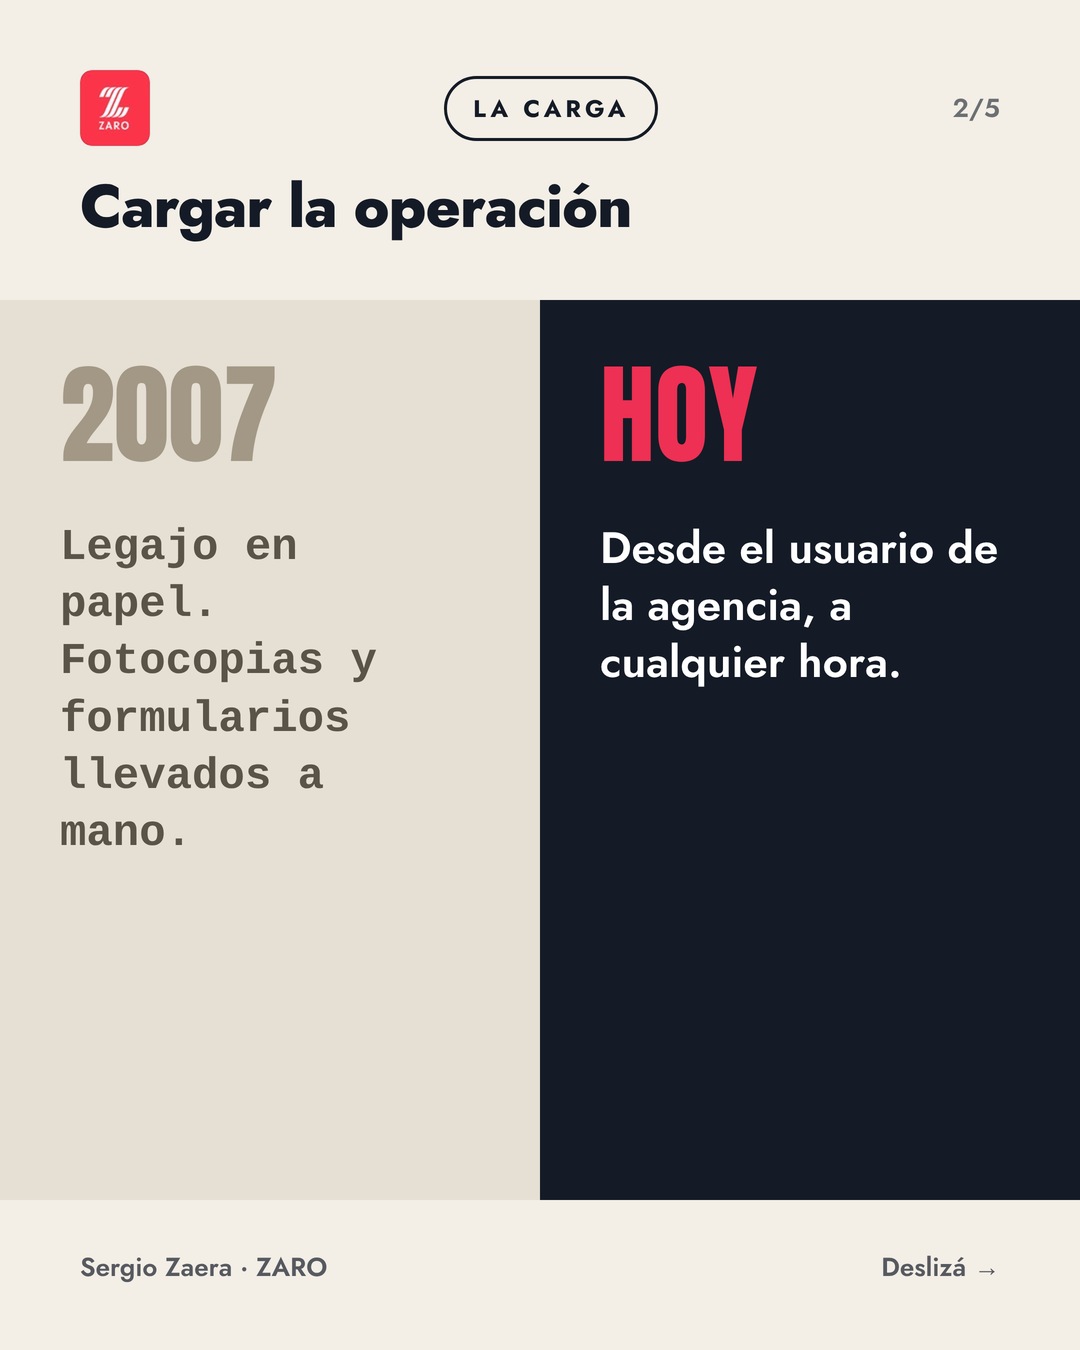 ZARO
LA CARGA
2/5
Cargar la operación
2007
Legajo en
papel.
Fotocopias y
formularios
llevados a
mano.
HOY
Desde el usuario de
la agencia, a
cualquier hora.
Sergio Zaera · ZARO
Deslizá →